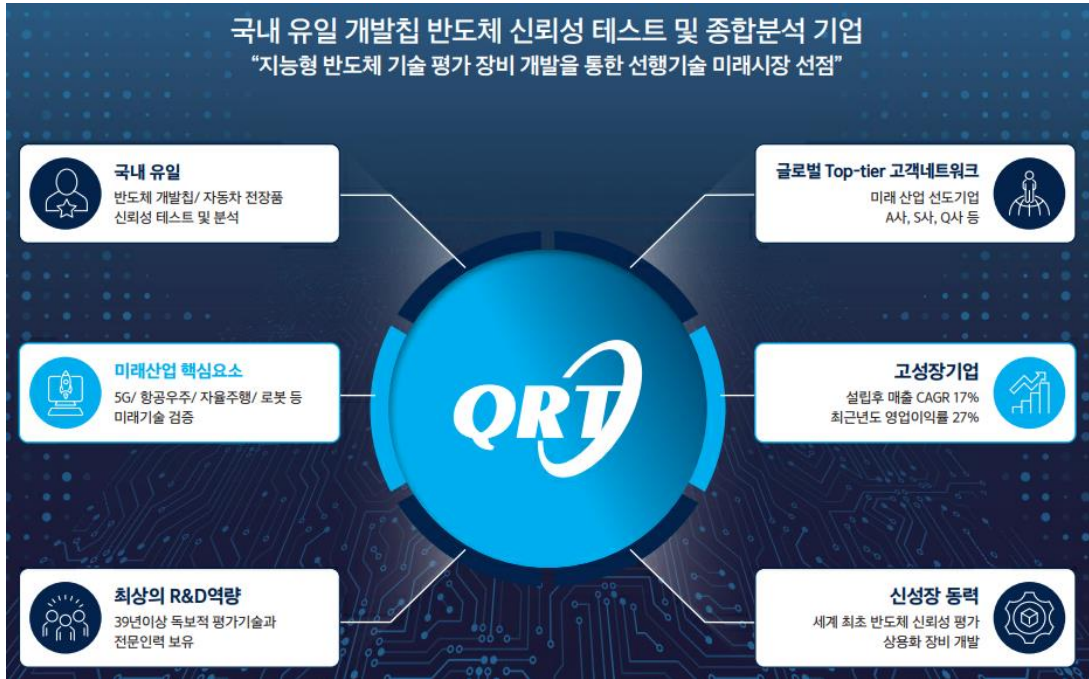 국내 유일 개발칩 반도체 신뢰성 테스트 및 종합분석 기업
“지능형 반도체 기술 평가 장비 개발을 통한 선행기술 미래시장 선점”
국내 유일
반도체 개발칩/ 자동차 전장품
신뢰성 테스트 및 분석
글로벌 Top-tier 고객네트워크
미래 산업 선도기업
A사, S사, Q사 등
미래산업 핵심요소
5G/ 항공우주/ 자율주행/ 로봇 등
미래기술 검증
QRT
고성장기업
설립후 매출 CAGR 17%
최근년도 영업이익률 27%
최상의 R&D역량
39년이상 독보적 평가기술과
전문인력 보유
신성장 동력
세계 최초 반도체 신뢰성 평가
상용화 장비 개발